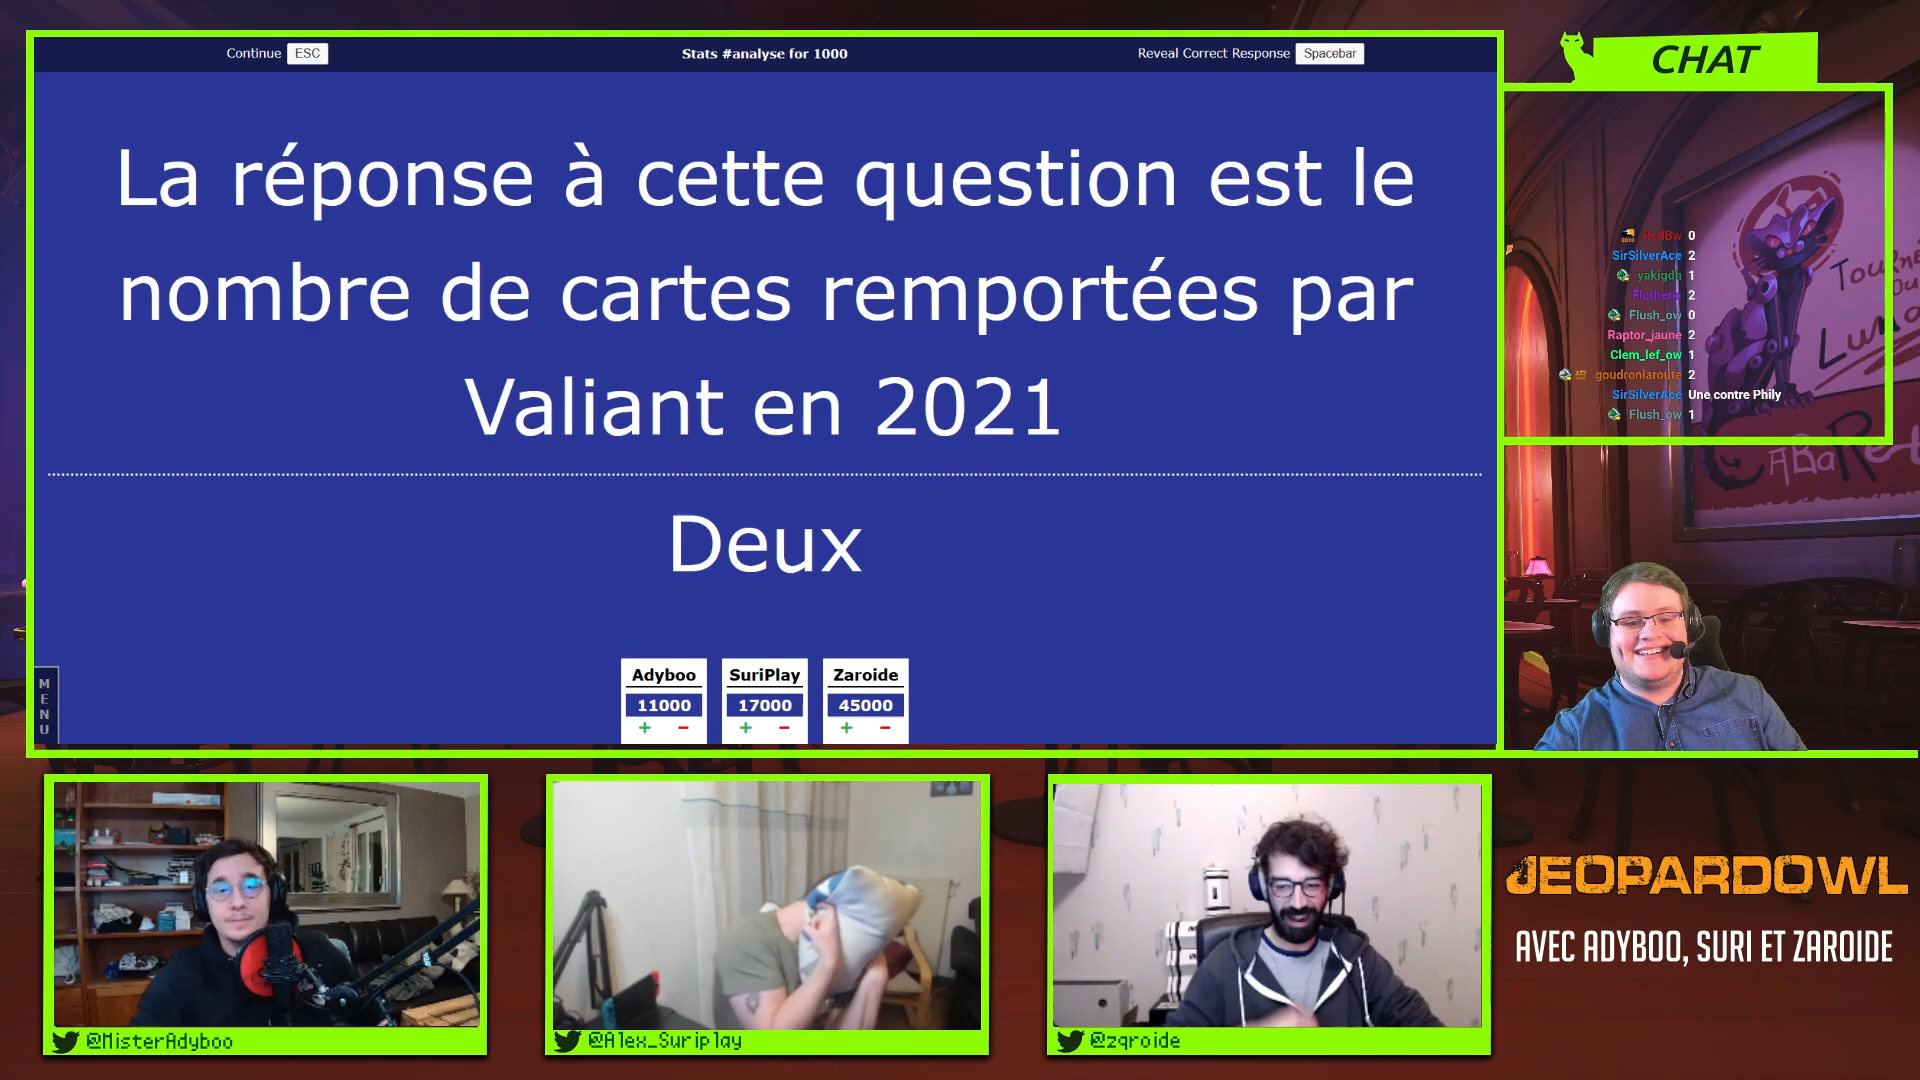 Continue ESC
Stats #analyse for 1000
Reveal Correct Response Spacebar
La réponse à cette question est le
nombre de cartes remportées par
Valiant en 2021
Deux
MENU
Adyboo
11000
+ −
SuriPlay
17000
+ −
Zaroide
45000
+ −
CHAT
RedBw 0
SirSilverAce 2
yakigdn 1
2
Flush_ow 0
Raptor_jaune 2
Clem_lef_ow 1
goudronlaroute 2
SirSilverAce Une contre Phily
Flush_ow 1
@MisterAdyboo
@Alex_Suriplay
@zqroide
JEOPARDOWL
AVEC ADYBOO, SURI ET ZAROIDE